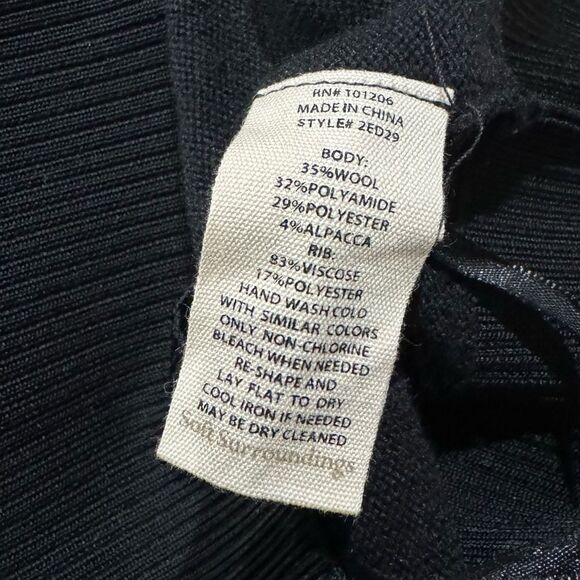 RN# 101206
MADE IN CHINA
STYLE# 2ED29
BODY:
35%WOOL
32%POLYAMIDE
29%POLYESTER
4%ALPACCA
RIB:
83%VISCOSE
17%POLYESTER
HAND WASH COLD
WITH SIMILAR COLORS
ONLY NON-CHLORINE
BLEACH WHEN NEEDED
RE-SHAPE AND
LAY FLAT TO DRY
COOL IRON IF NEEDED
MAY BE DRY CLEANED
Soft Surroundings